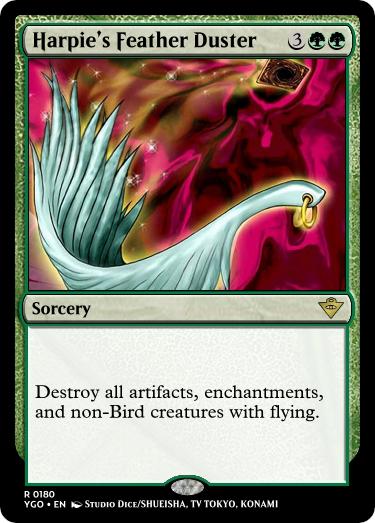 Harpie's Feather Duster 3
Sorcery
Destroy all artifacts, enchantments,
and non-Bird creatures with flying.
R 0180
YGO • EN Studio Dice/SHUEISHA, TV TOKYO, KONAMI